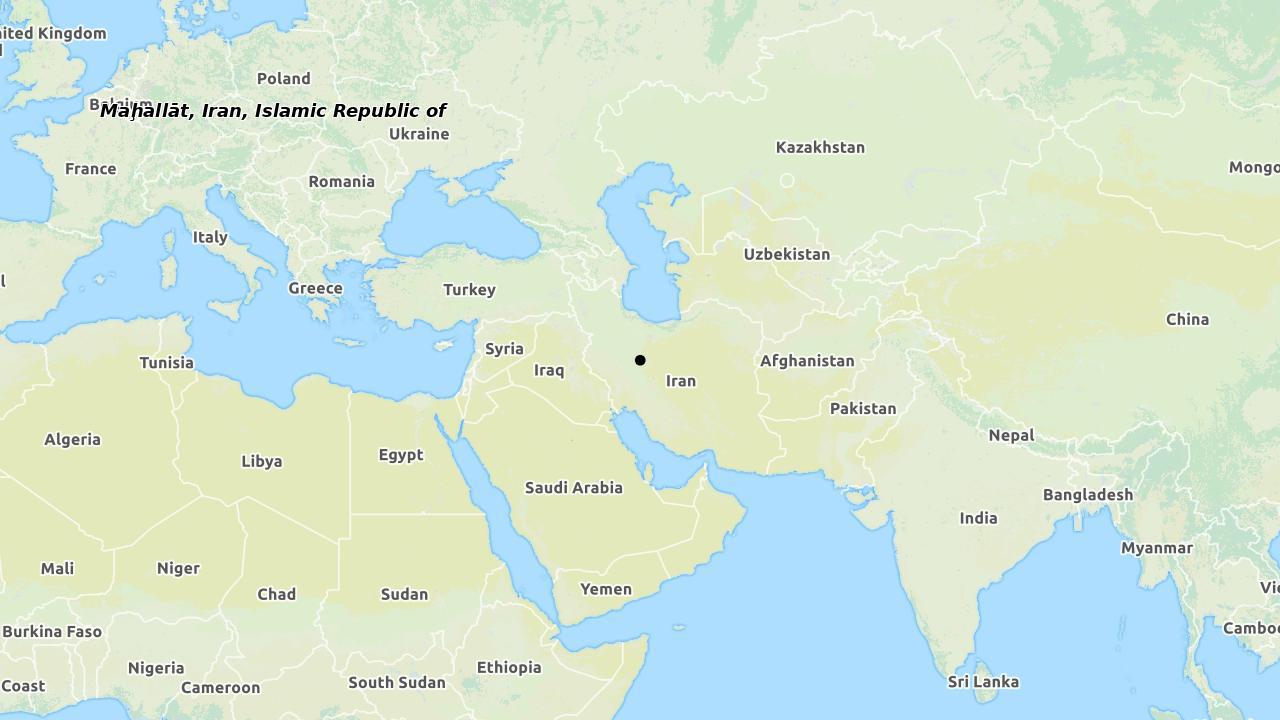 nited Kingdom
Poland
Belgium
Maḩallāt, Iran, Islamic Republic of
Ukraine
Kazakhstan
France
Mongo
Romania
Italy
Uzbekistan
l
Greece
Turkey
China
Syria
Tunisia
Iraq
Afghanistan
Iran
Pakistan
Nepal
Algeria
Egypt
Libya
Saudi Arabia
Bangladesh
India
Myanmar
Mali
Niger
Chad
Sudan
Yemen
Vi
Burkina Faso
Cambo
Nigeria
Ethiopia
Coast
Cameroon
South Sudan
Sri Lanka